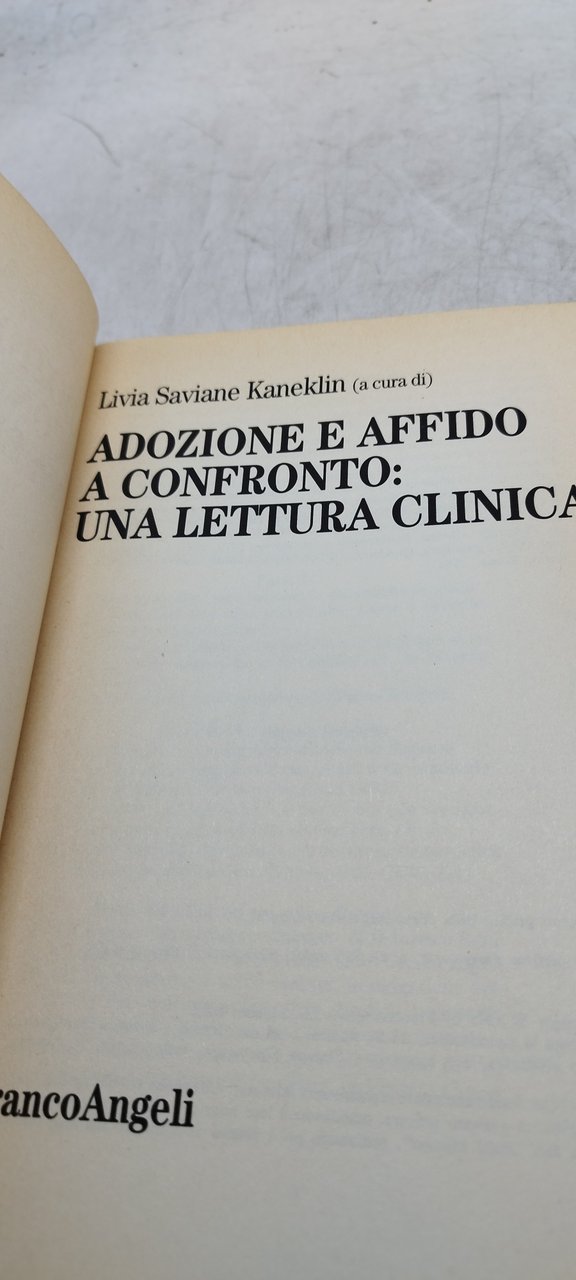 Livia Saviane Kaneklin (a cura di)
ADOZIONE E AFFIDO
A CONFRONTO:
UNA LETTURA CLINICA
rancoAngeli